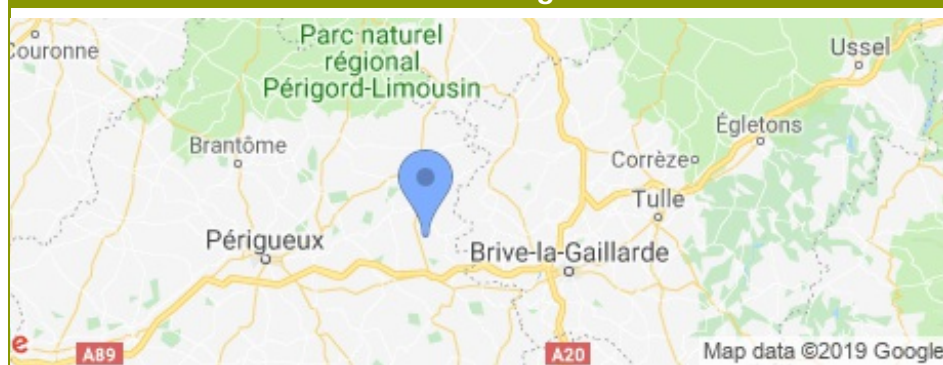 Couronne
Parc naturel
régional
Périgord-Limousin
Ussel
Brantôme
Égletons
Corrèze
Tulle
Périgueux
Brive-la-Gaillarde
e
A89
A20
Map data ©2019 Google